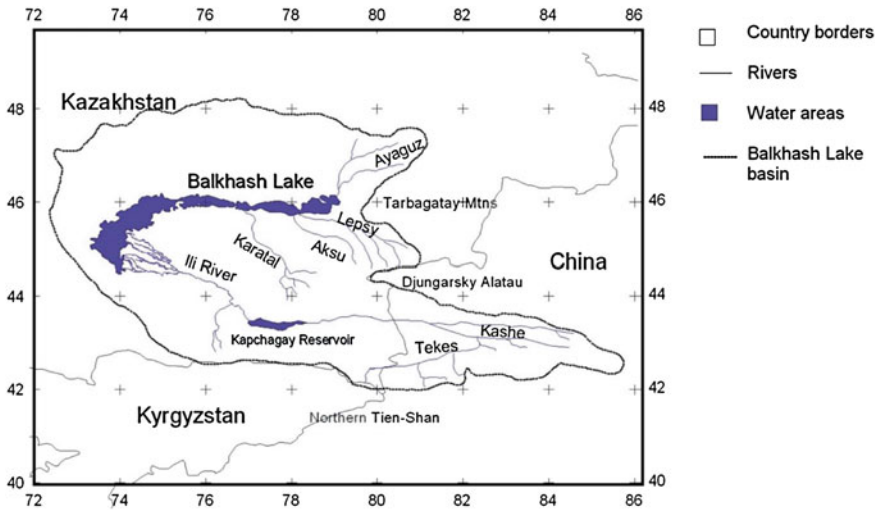 72 74 76 78 80 82 84 86
Country borders
Rivers
Water areas
Balkhash Lake
basin
48 48
Kazakhstan
Ayaguz
Balkhash Lake
46 46
Tarbagatay Mtns
Lepsy
Karatal
Aksu
Ili River
China
Djungarsky Alatau
44 44
Kashe
Kapchagay Reservoir
Tekes
42 42
Kyrgyzstan
Northern Tien-Shan
40 40
72 74 76 78 80 82 84 86